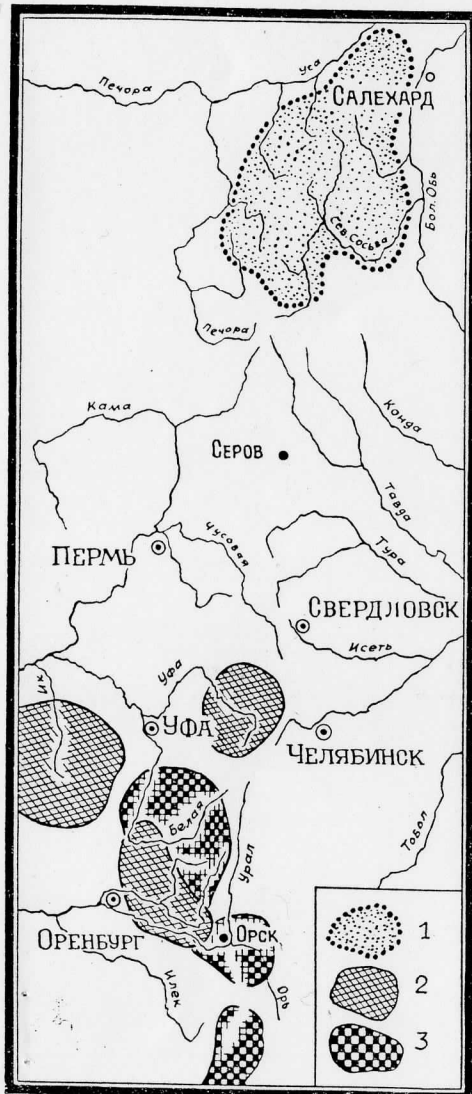 Печора
Уса
Салехард
Бол. Обь
Сев. Сосьва
Печора
Кама
Конда
Серов
Тавда
Чусовая
Тура
Пермь
Свердловск
Исеть
Уфа
Ик
Уфа
Челябинск
Белая
Тобол
Урал
Оренбург
Орск
Илек
Орь
1
2
3